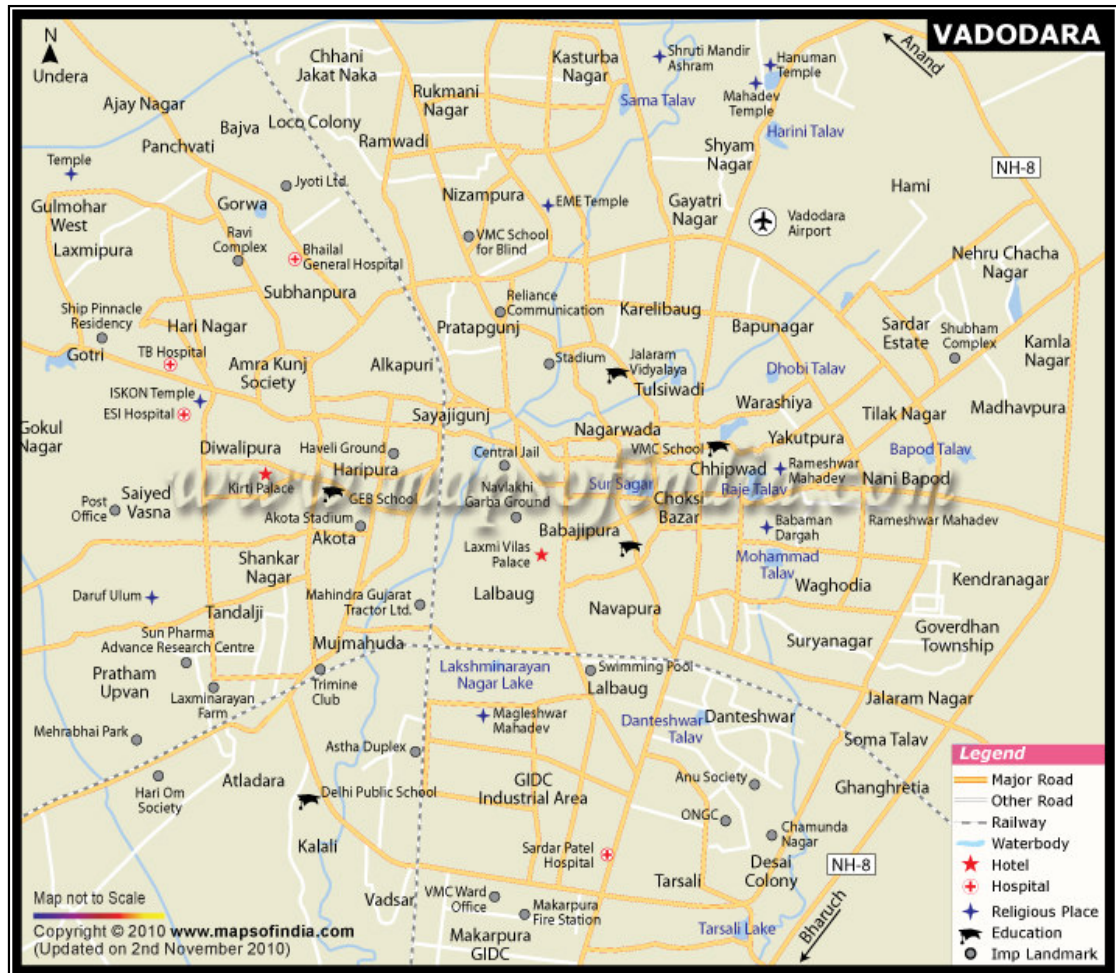 VADODARA
N
Undera
Chhani
Jakat Naka
Kasturba
Nagar
Shruti Mandir
Ashram
Hanuman
Temple
Anand
Ajay Nagar
Rukmani
Nagar
Sama Talav
Mahadev
Temple
Bajva
Loco Colony
Ramwadi
Harini Talav
Panchvati
Shyam
Nagar
NH-8
Temple
Jyoti Ltd.
Nizampura
Hami
Gulmohar
West
Gorwa
EME Temple
Gayatri
Nagar
Vadodara
Airport
Laxmipura
Ravi
Complex
Bhailal
General Hospital
VMC School
for Blind
Nehru Chacha
Nagar
Subhanpura
Reliance
Communication
Karelibaug
Ship Pinnacle
Residency
Hari Nagar
Pratapgunj
Bapunagar
Sardar
Estate
Shubham
Complex
Kamla
Nagar
Gotri
TB Hospital
Amra Kunj
Society
Alkapuri
Stadium
Jalaram
Vidyalaya
Dhobi Talav
Tulsiwadi
ISKON Temple
ESI Hospital
Sayajigunj
Warashiya
Tilak Nagar
Madhavpura
Gokul
Nagar
Diwalipura
Haveli Ground
Nagarwada
Yakutpura
Central Jail
VMC School
Bapod Talav
Haripura
Chhipwad
Rameshwar
Mahadev
Nani Bapod
www.mapsofindia.com
Kirti Palace
GEB School
Navlakhi
Garba Ground
Sur Sagar
Raje Talav
Post
Office
Saiyed
Vasna
Choksi
Bazar
Akota Stadium
Akota
Babajipura
Babaman
Dargah
Rameshwar Mahadev
Laxmi Vilas
Palace
Shankar
Nagar
Mohammad
Talav
Kendranagar
Waghodia
Daruf Ulum
Mahindra Gujarat
Tractor Ltd.
Lalbaug
Navapura
Tandalji
Goverdhan
Township
Sun Pharma
Advance Research Centre
Mujmahuda
Suryanagar
Pratham
Upvan
Trimine
Club
Lakshminarayan
Nagar Lake
Swimming Pool
Lalbaug
Laxminarayan
Farm
Jalaram Nagar
Magleshwar
Mahadev
Danteshwar
Talav
Danteshwar
Mehrabhai Park
Astha Duplex
Soma Talav
Hari Om
Society
Atladara
Delhi Public School
GIDC
Industrial Area
Anu Society
Ghanghretia
ONGC
Chamunda
Nagar
Kalali
Sardar Patel
Hospital
Desai
Colony
NH-8
Tarsali
Vadsar
VMC Ward
Office
Makarpura
Fire Station
Makarpura
GIDC
Tarsali Lake
Bharuch
Legend
Major Road
Other Road
Railway
Waterbody
Hotel
Hospital
Religious Place
Education
Imp Landmark
Map not to Scale
Copyright © 2010 www.mapsofindia.com
(Updated on 2nd November 2010)